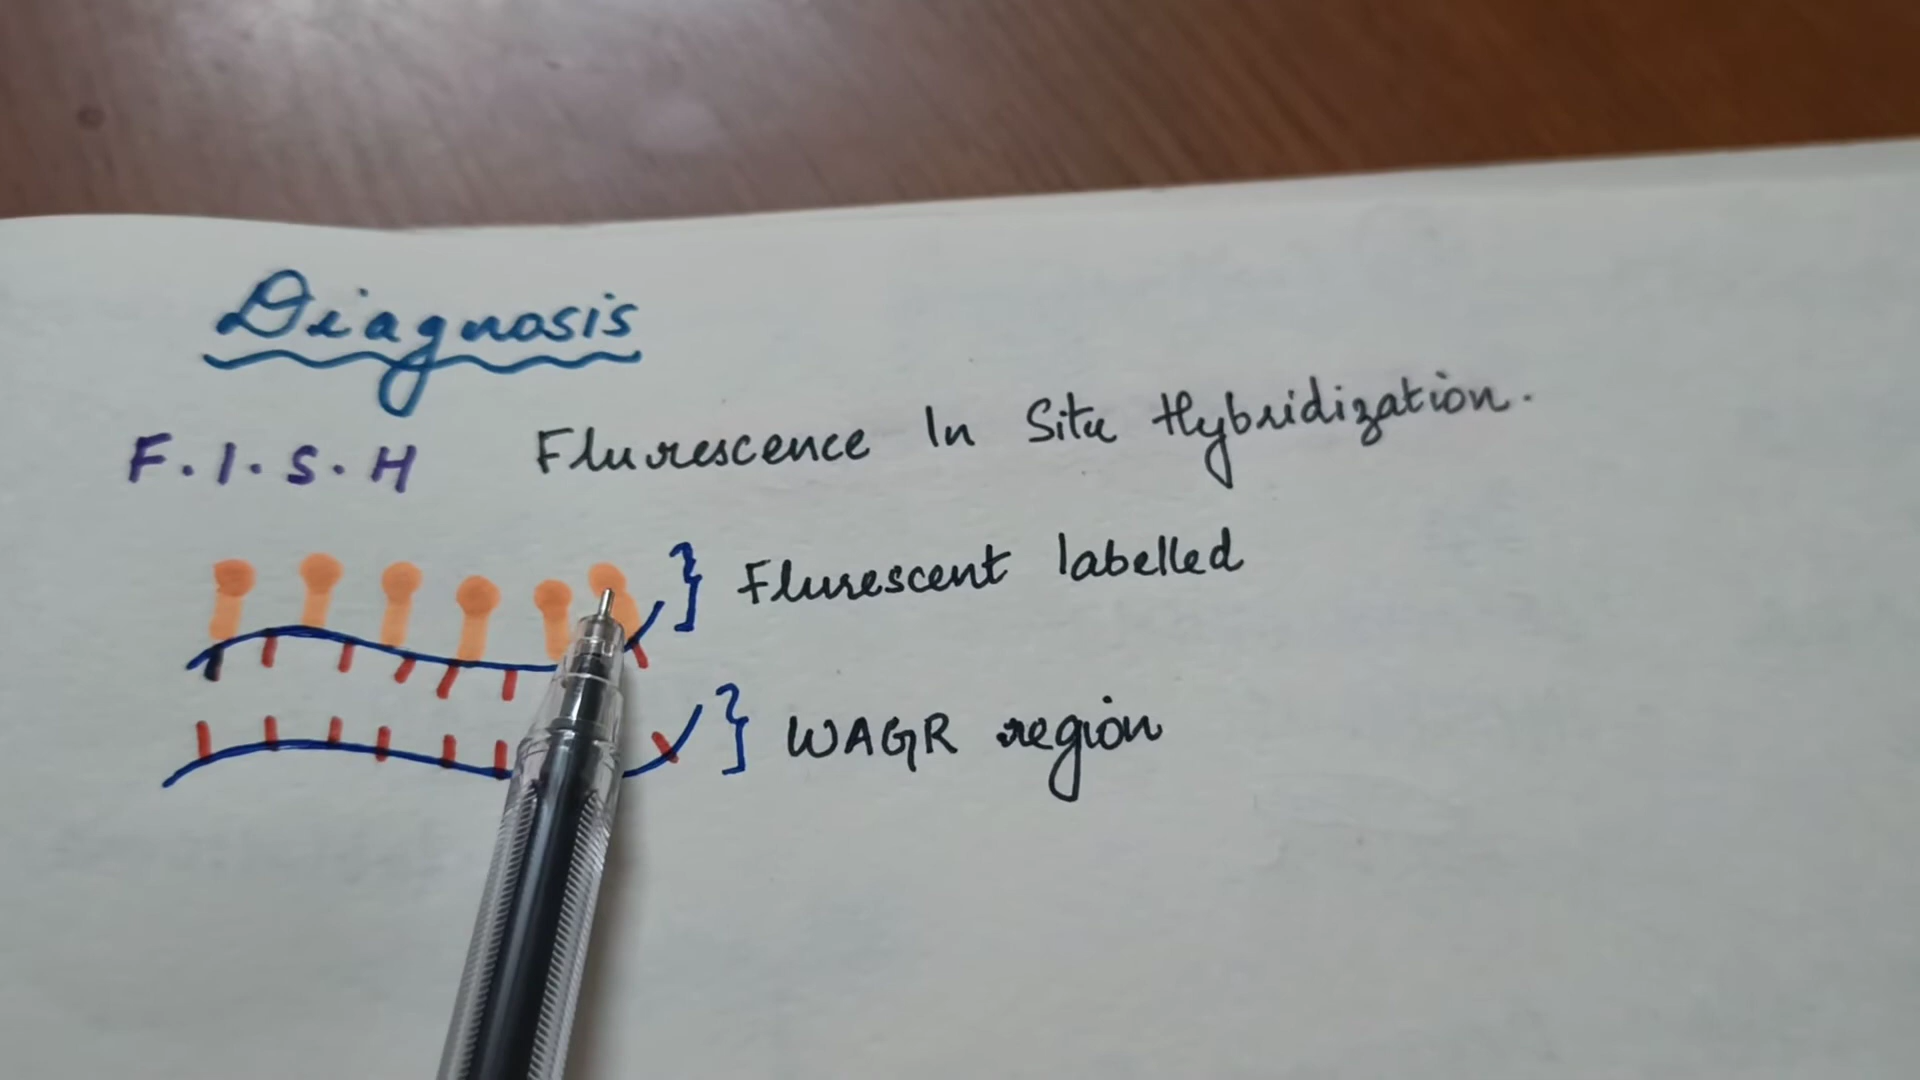 Diagnosis
F.I.S.H Flurescence In Situ Hybridization.
Flurescent labelled
WAGR region